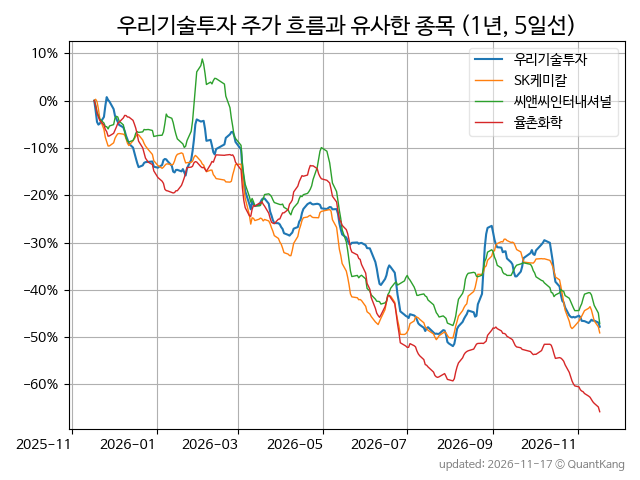 우리기술투자 주가 흐름과 유사한 종목 (1년, 5일선)
10%
0%
−10%
−20%
−30%
−40%
−50%
−60%
우리기술투자
SK케미칼
씨앤씨인터내셔널
율촌화학
2025-11
2026-01
2026-03
2026-05
2026-07
2026-09
2026-11
updated: 2026-11-17 © QuantKang